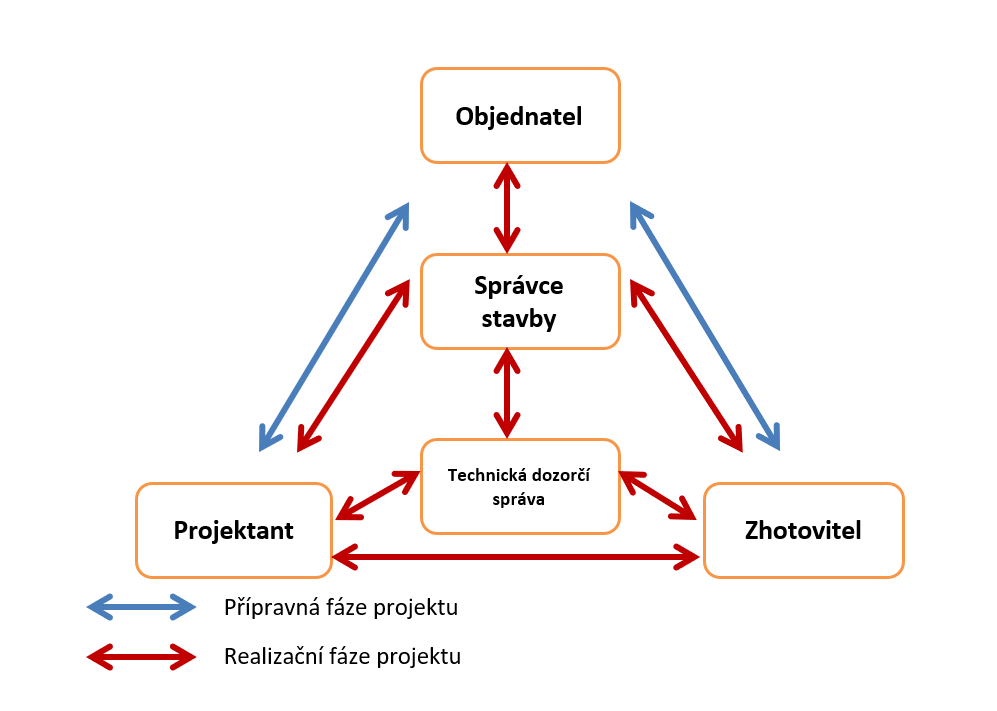 Objednatel
Správce
stavby
Technická dozorčí
správa
Projektant
Zhotovitel
Přípravná fáze projektu
Realizační fáze projektu